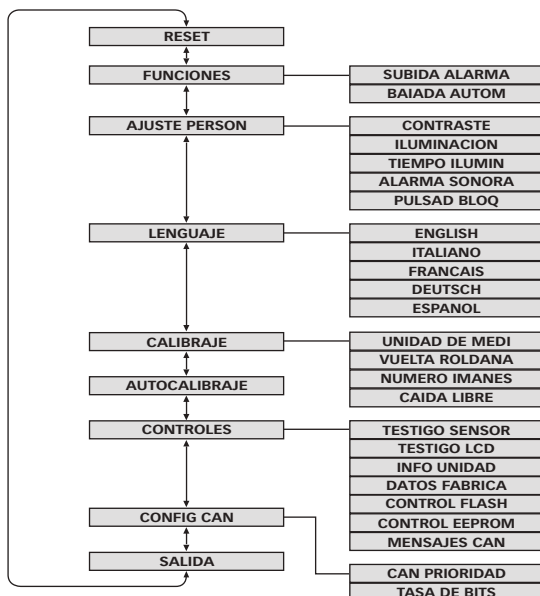 RESET
FUNCIONES
SUBIDA ALARMA
BAIADA AUTOM
AJUSTE PERSON
CONTRASTE
ILUMINACION
TIEMPO ILUMIN
ALARMA SONORA
PULSAD BLOQ
LENGUAJE
ENGLISH
ITALIANO
FRANCAIS
DEUTSCH
ESPANOL
CALIBRAJE
UNIDAD DE MEDI
VUELTA ROLDANA
NUMERO IMANES
CAIDA LIBRE
AUTOCALIBRAJE
CONTROLES
TESTIGO SENSOR
TESTIGO LCD
INFO UNIDAD
DATOS FABRICA
CONTROL FLASH
CONTROL EEPROM
MENSAJES CAN
CONFIG CAN
CAN PRIORIDAD
TASA DE BITS
SALIDA